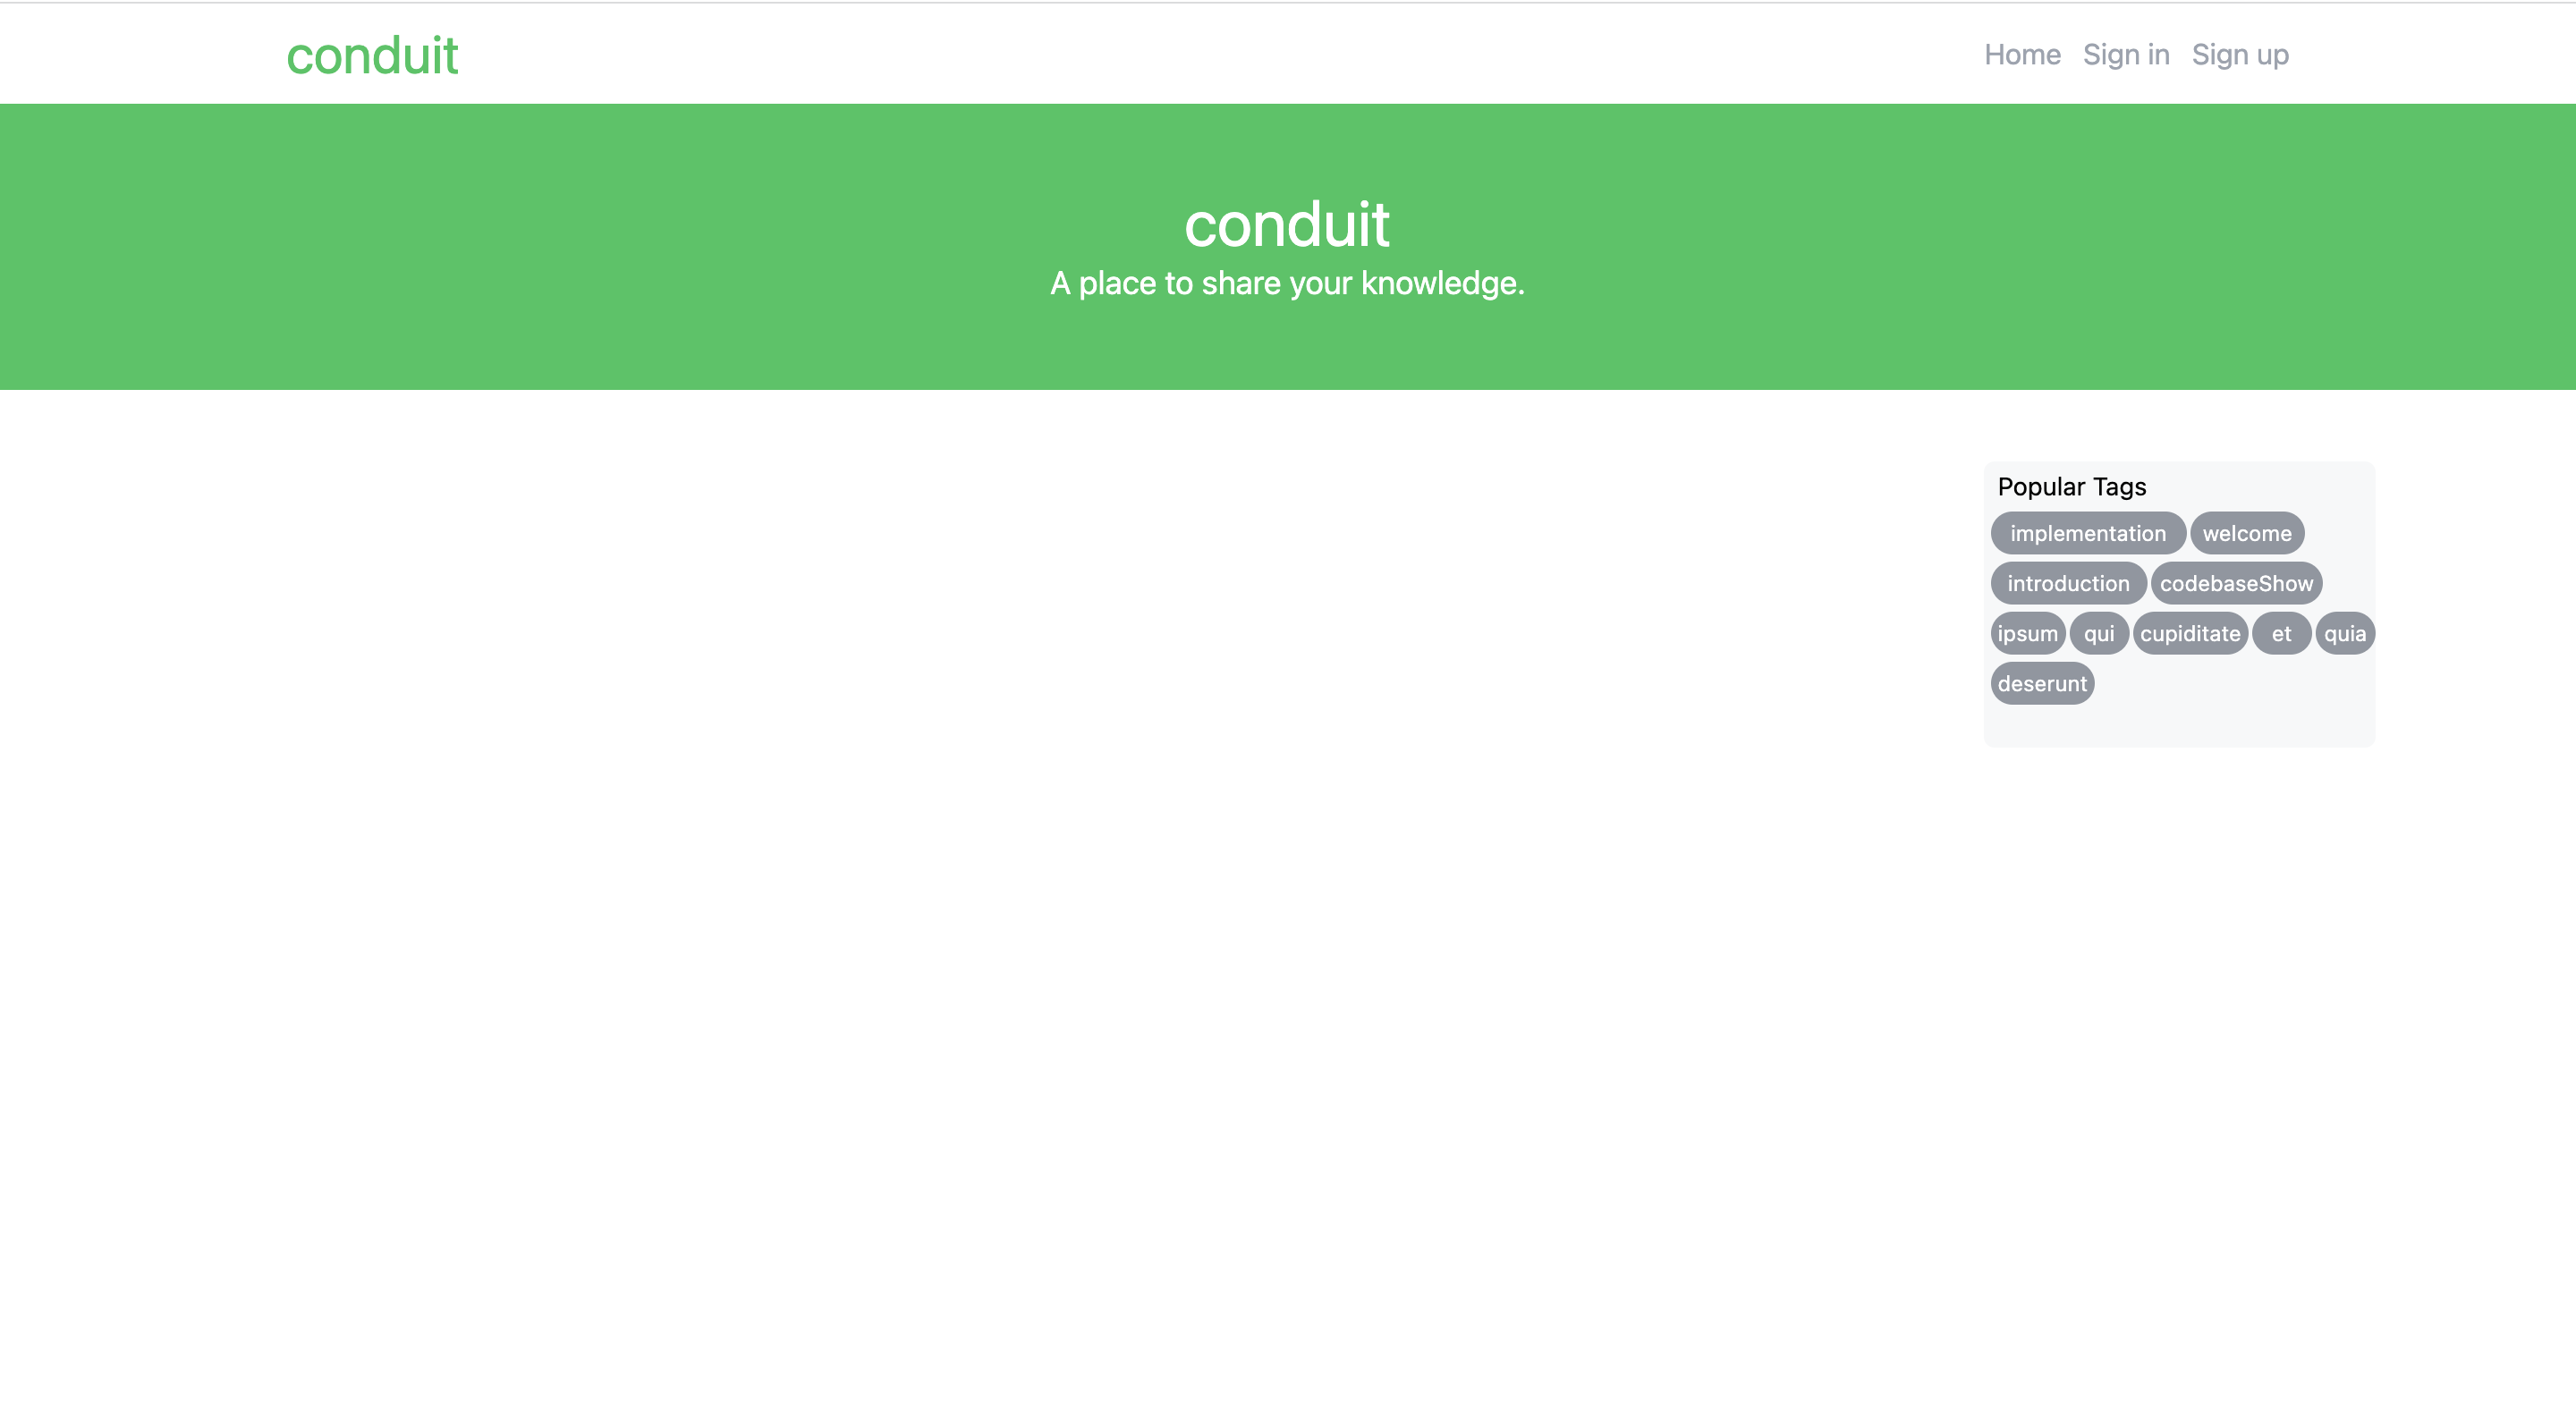 conduit
Home Sign in Sign up
conduit
A place to share your knowledge.
Popular Tags
implementation welcome
introduction codebaseShow
ipsum qui cupiditate et quia
deserunt